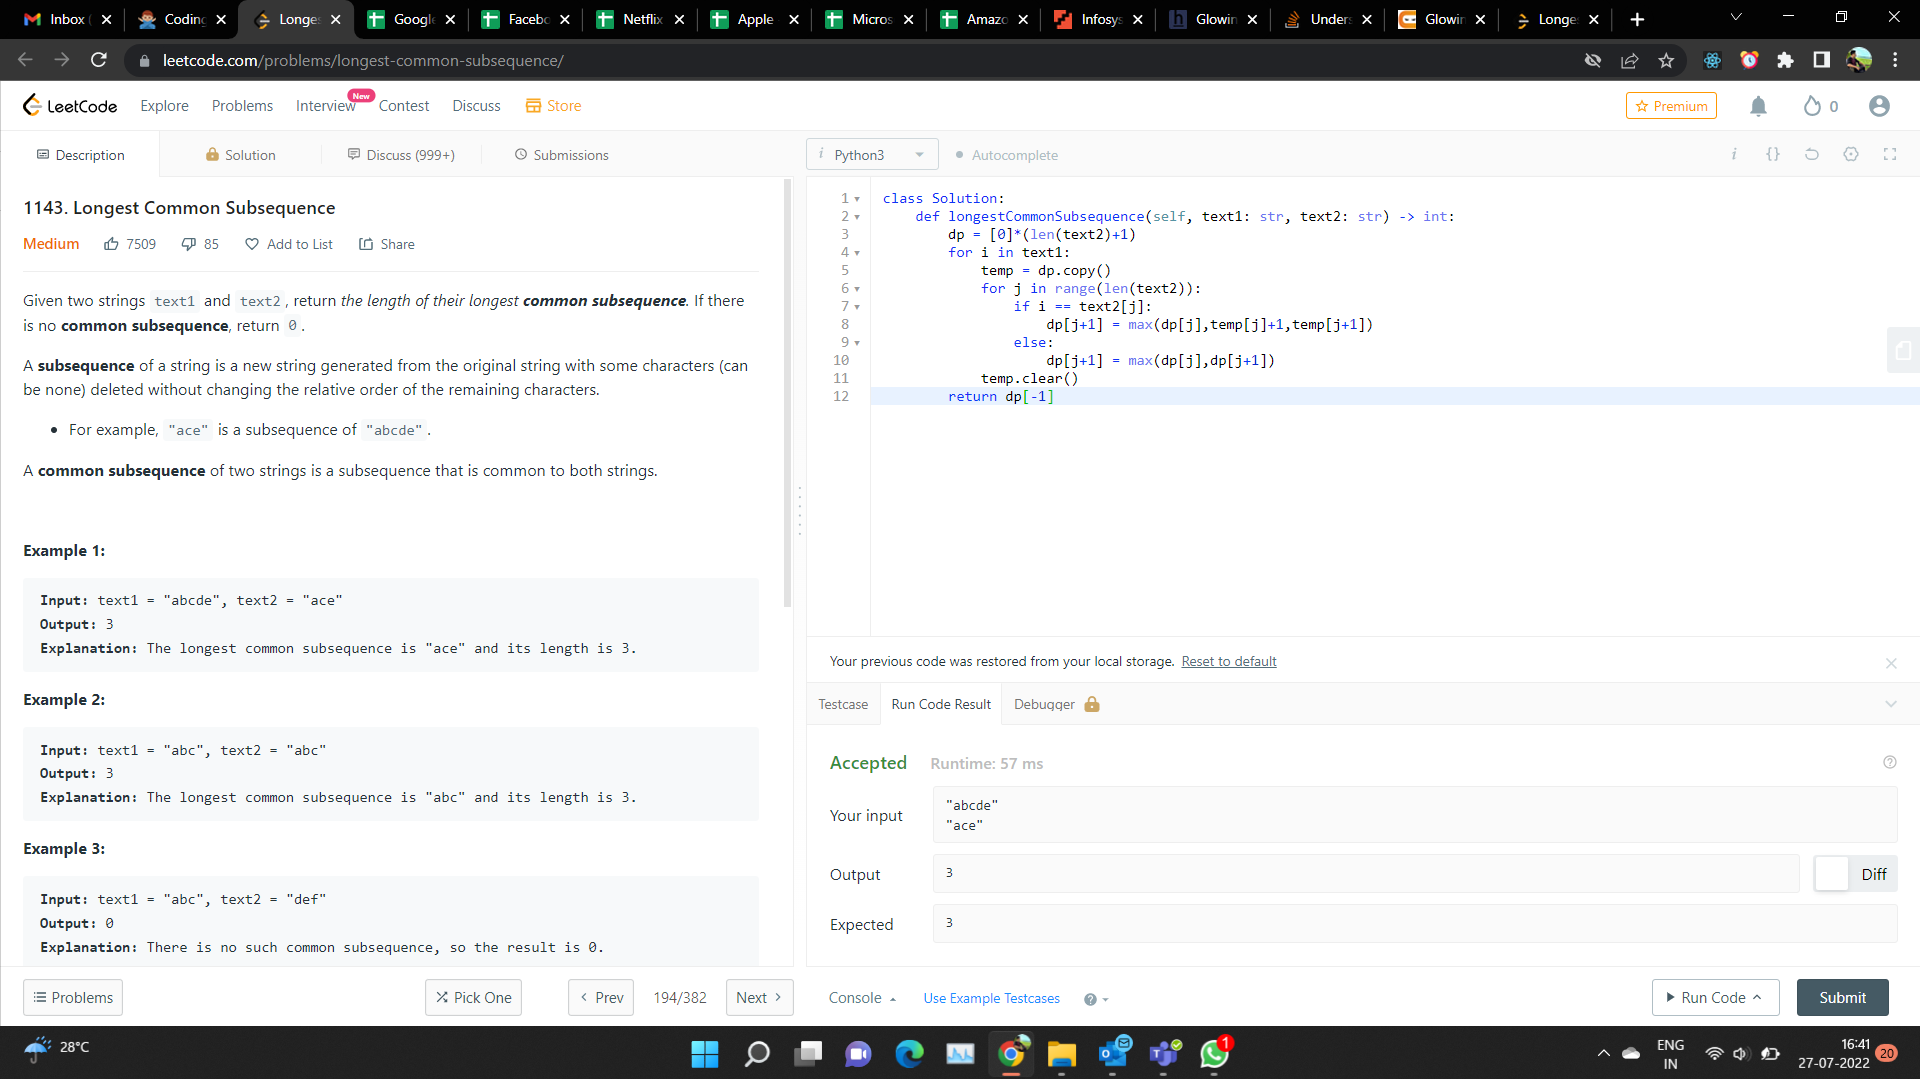 Inbox (
Coding
Longes
Google
Facebo
Netflix
Apple
Micros
Amazo
Infosys
Glowin
Unders
Glowin
Longe
leetcode.com/problems/longest-common-subsequence/
LeetCode
Explore
Problems
Interview
New
Contest
Discuss
Store
Premium
0
Description
Solution
Discuss (999+)
Submissions
i Python3
Autocomplete
i {}
1143. Longest Common Subsequence
Medium
7509
85
Add to List
Share
Given two strings text1 and text2, return the length of their longest common subsequence. If there
is no common subsequence, return 0.
A subsequence of a string is a new string generated from the original string with some characters (can
be none) deleted without changing the relative order of the remaining characters.
• For example, "ace" is a subsequence of "abcde".
A common subsequence of two strings is a subsequence that is common to both strings.
Example 1:
Input: text1 = "abcde", text2 = "ace"
Output: 3
Explanation: The longest common subsequence is "ace" and its length is 3.
Example 2:
Input: text1 = "abc", text2 = "abc"
Output: 3
Explanation: The longest common subsequence is "abc" and its length is 3.
Example 3:
Input: text1 = "abc", text2 = "def"
Output: 0
Explanation: There is no such common subsequence, so the result is 0.
Problems
Pick One
Prev
194/382
Next
1 class Solution:
2     def longestCommonSubsequence(self, text1: str, text2: str) -> int:
3         dp = [0]*(len(text2)+1)
4         for i in text1:
5             temp = dp.copy()
6             for j in range(len(text2)):
7                 if i == text2[j]:
8                     dp[j+1] = max(dp[j],temp[j]+1,temp[j+1])
9                 else:
10                     dp[j+1] = max(dp[j],dp[j+1])
11             temp.clear()
12         return dp[-1]
Your previous code was restored from your local storage. Reset to default
Testcase
Run Code Result
Debugger
Accepted
Runtime: 57 ms
Your input
"abcde"
"ace"
Output
3
Diff
Expected
3
Console
Use Example Testcases
Run Code
Submit
28°C
1
ENG
IN
16:41
27-07-2022
20